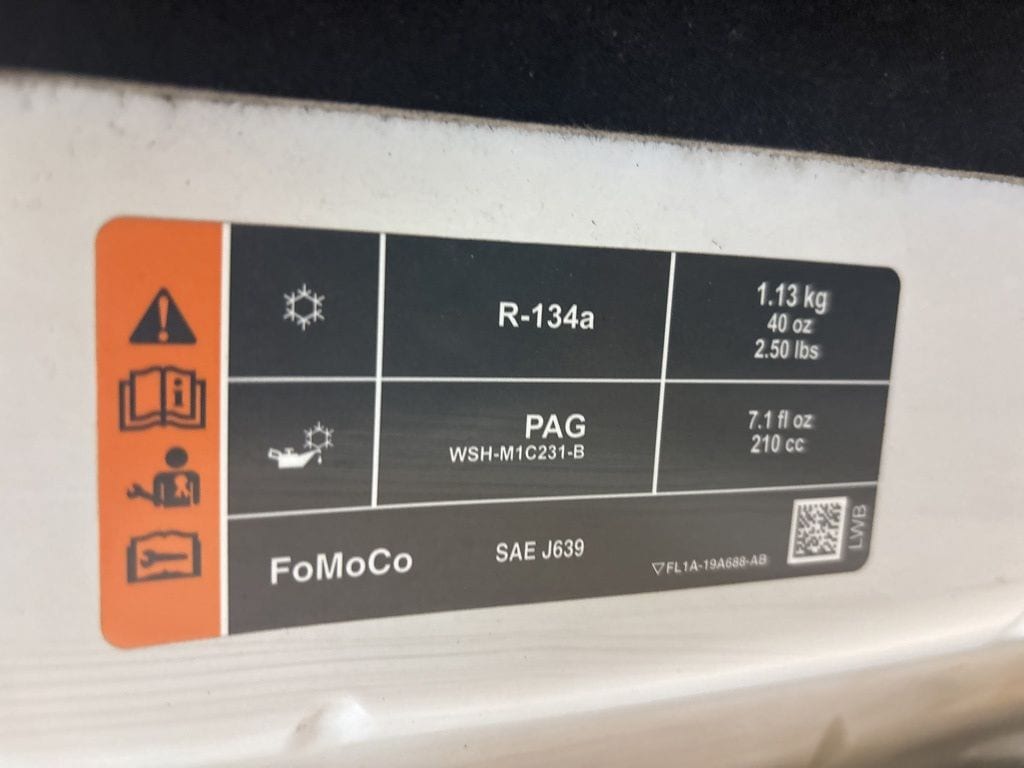 R-134a
1.13 kg
40 oz
2.50 lbs
PAG
WSH-M1C231-B
7.1 fl oz
210 cc
FoMoCo
SAE J639
▽FL1A-19A688-AB
LWB